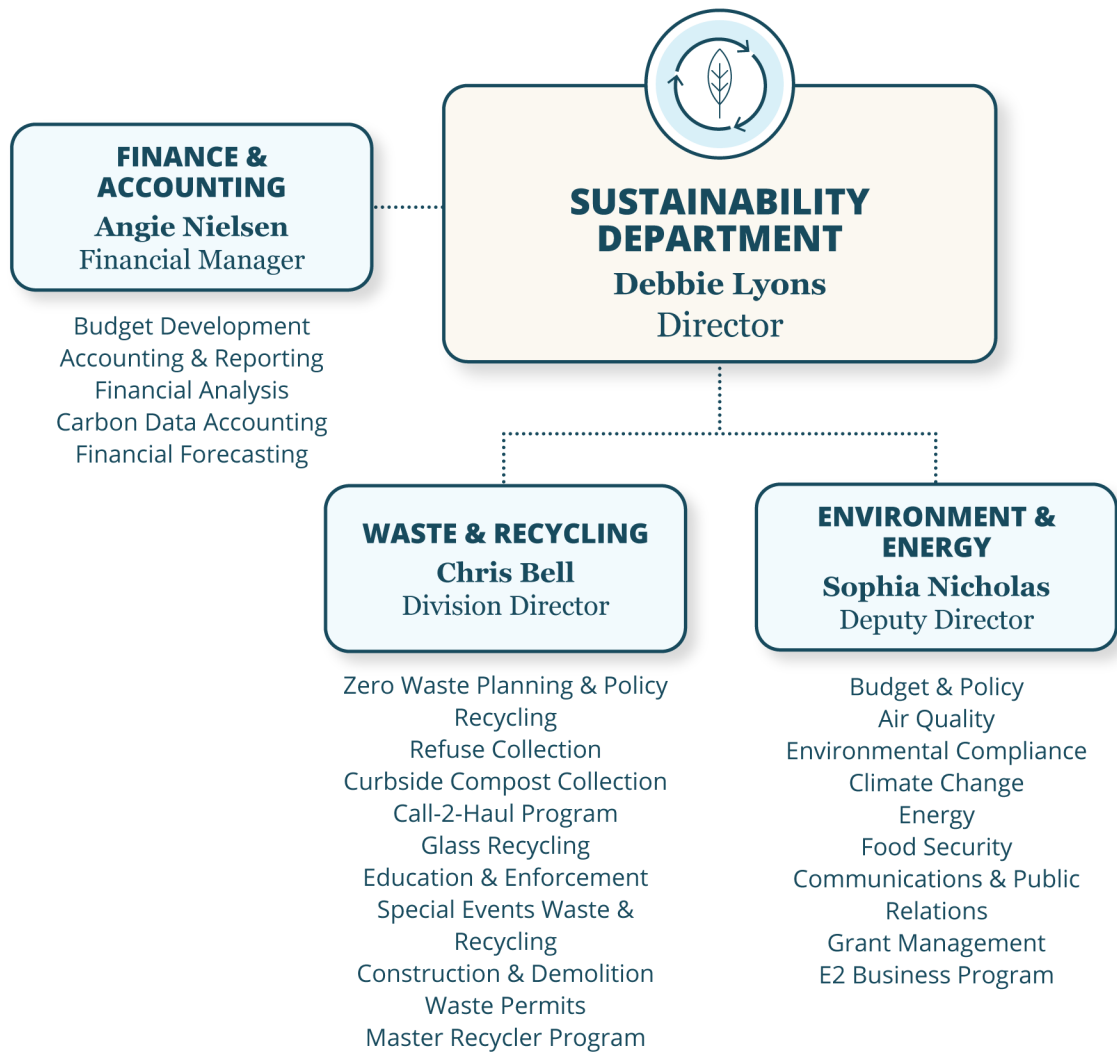 FINANCE &
ACCOUNTING
Angie Nielsen
Financial Manager
Budget Development
Accounting & Reporting
Financial Analysis
Carbon Data Accounting
Financial Forecasting
SUSTAINABILITY
DEPARTMENT
Debbie Lyons
Director
WASTE & RECYCLING
Chris Bell
Division Director
Zero Waste Planning & Policy
Recycling
Refuse Collection
Curbside Compost Collection
Call-2-Haul Program
Glass Recycling
Education & Enforcement
Special Events Waste &
Recycling
Construction & Demolition
Waste Permits
Master Recycler Program
ENVIRONMENT &
ENERGY
Sophia Nicholas
Deputy Director
Budget & Policy
Air Quality
Environmental Compliance
Climate Change
Energy
Food Security
Communications & Public
Relations
Grant Management
E2 Business Program